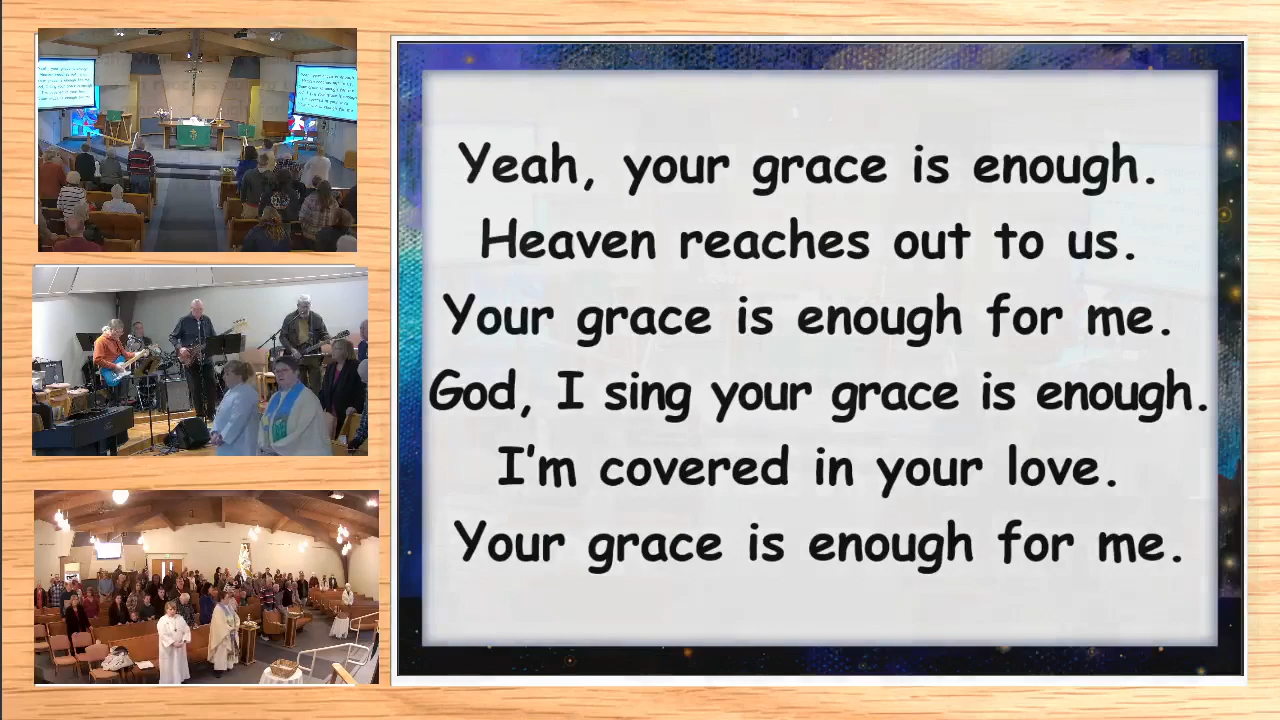 Yeah, your grace is enough.
Heaven reaches out to us.
Your grace is enough for me.
God, I sing your grace is enough.
I'm covered in your love.
Your grace is enough for me.